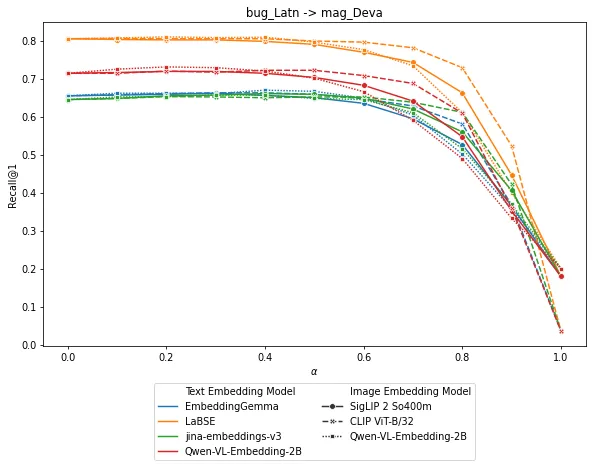 bug_Latn -> mag_Deva
Recall@1
0.8
0.7
0.6
0.5
0.4
0.3
0.2
0.1
0.0
0.0 0.2 0.4 0.6 0.8 1.0
α
Text Embedding Model
EmbeddingGemma
LaBSE
jina-embeddings-v3
Qwen-VL-Embedding-2B
Image Embedding Model
SigLIP 2 So400m
CLIP ViT-B/32
Qwen-VL-Embedding-2B